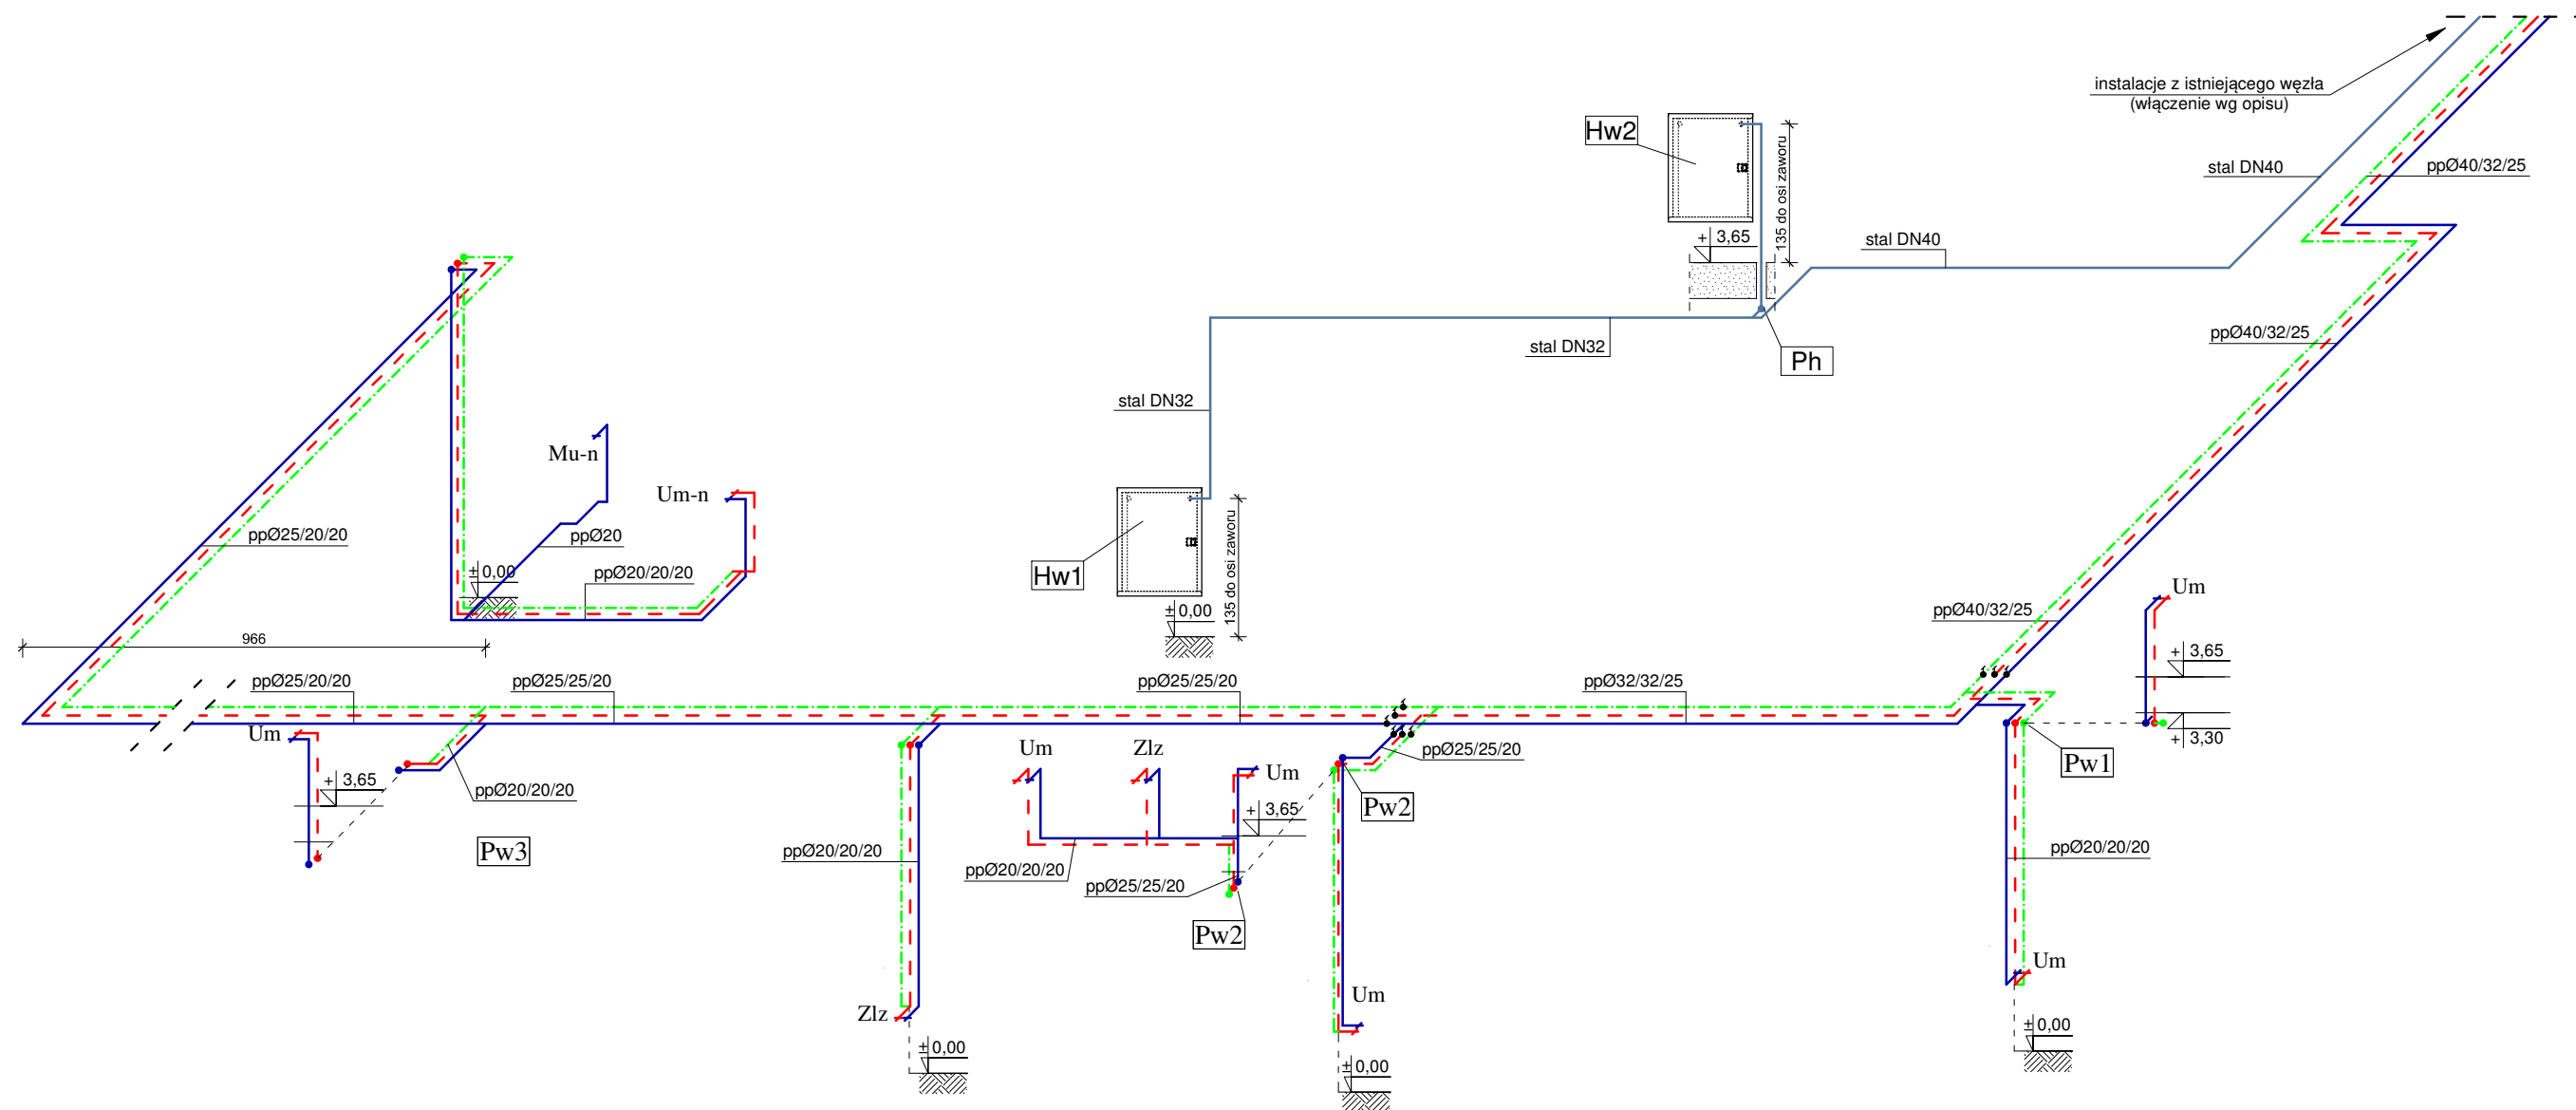 instalacje z istniejącego węzła
(włączenie wg opisu)
Hw2
stal DN40
ppØ40/32/25
135 do osi zaworu
+ 3,65
stal DN40
ppØ40/32/25
stal DN32
Ph
stal DN32
Mu-n
Um-n
ppØ25/20/20
ppØ20
± 0,00
ppØ20/20/20
Hw1
135 do osi zaworu
± 0,00
ppØ40/32/25
Um
+ 3,65
+ 3,30
966
ppØ25/20/20
ppØ25/25/20
ppØ25/25/20
ppØ32/32/25
Um
Um
Zlz
Um
ppØ25/25/20
Pw1
+ 3,65
ppØ20/20/20
+ 3,65
Pw2
Pw3
ppØ20/20/20
ppØ20/20/20
ppØ25/25/20
ppØ20/20/20
Pw2
Um
Um
Zlz
± 0,00
± 0,00
± 0,00